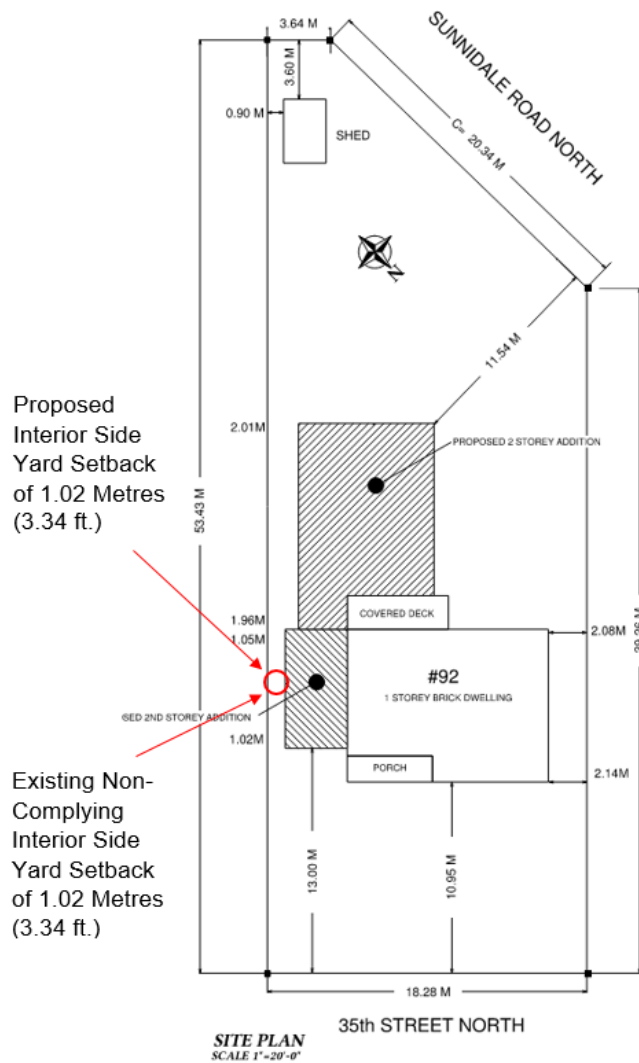 3.64 M
SUNNIDALE ROAD NORTH
3.60 M
0.90 M
SHED
C= 20.34 M
N
11.54 M
Proposed
Interior Side
Yard Setback
of 1.02 Metres
(3.34 ft.)
2.01M
PROPOSED 2 STOREY ADDITION
53.43 M
COVERED DECK
1.96M
1.05M
2.08M
#92
1 STOREY BRICK DWELLING
SED 2ND STOREY ADDITION
1.02M
PORCH
2.14M
Existing Non-
Complying
Interior Side
Yard Setback
of 1.02 Metres
(3.34 ft.)
13.00 M
10.95 M
18.28 M
35th STREET NORTH
SITE PLAN
SCALE 1"=20'-0"